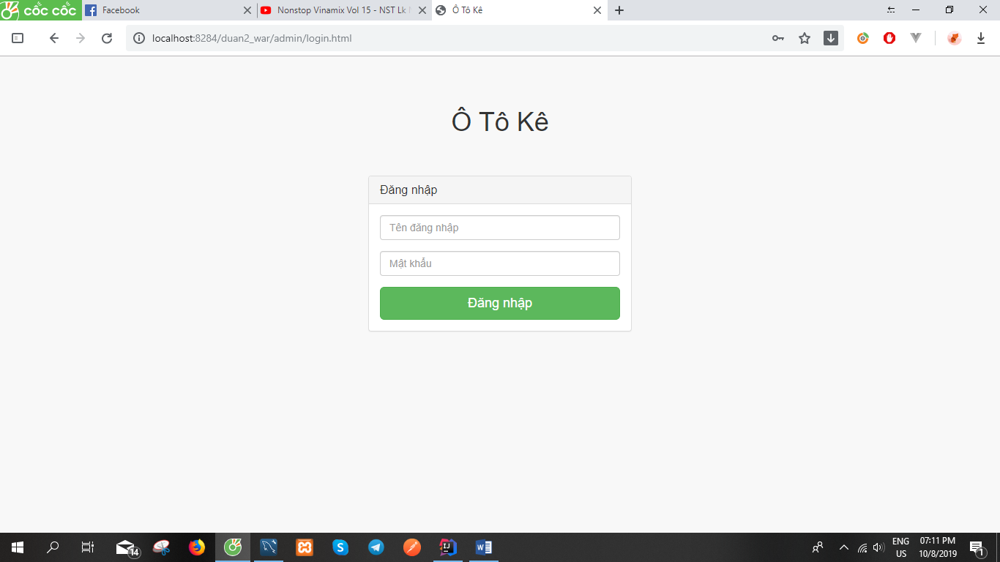 cốc cốc
Facebook
Nonstop Vinamix Vol 15 - NST Lk
Ô Tô Kê
localhost:8284/duan2_war/admin/login.html
Ô Tô Kê
Đăng nhập
Tên đăng nhập
Mật khẩu
Đăng nhập
14
ENG
US
07:11 PM
10/8/2019
1